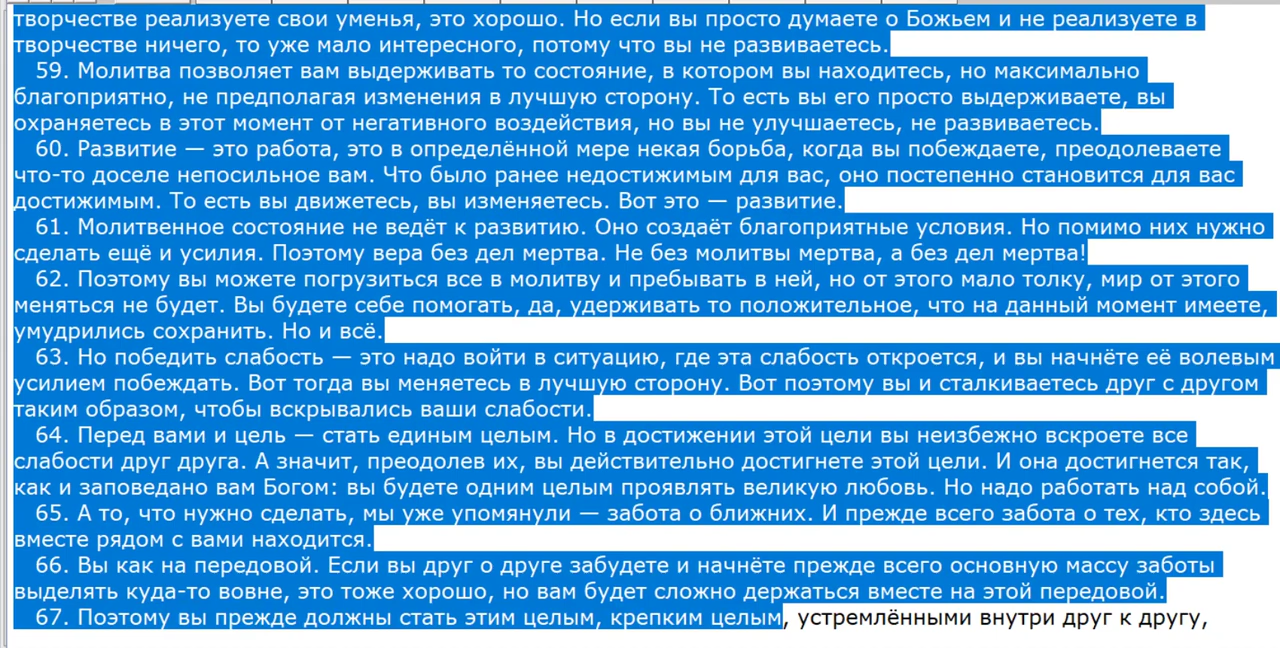 творчестве реализуете свои уменья, это хорошо. Но если вы просто думаете о Божьем и не реализуете в
творчестве ничего, то уже мало интересного, потому что вы не развиваетесь.
59. Молитва позволяет вам выдерживать то состояние, в котором вы находитесь, но максимально
благоприятно, не предполагая изменения в лучшую сторону. То есть вы его просто выдерживаете, вы
охраняетесь в этот момент от негативного воздействия, но вы не улучшаетесь, не развиваетесь.
60. Развитие — это работа, это в определённой мере некая борьба, когда вы побеждаете, преодолеваете
что-то доселе непосильное вам. Что было ранее недостижимым для вас, оно постепенно становится для вас
достижимым. То есть вы движетесь, вы изменяетесь. Вот это — развитие.
61. Молитвенное состояние не ведёт к развитию. Оно создаёт благоприятные условия. Но помимо них нужно
сделать ещё и усилия. Поэтому вера без дел мертва. Не без молитвы мертва, а без дел мертва!
62. Поэтому вы можете погрузиться все в молитву и пребывать в ней, но от этого мало толку, мир от этого
меняться не будет. Вы будете себе помогать, да, удерживать то положительное, что на данный момент имеете,
умудрились сохранить. Но и всё.
63. Но победить слабость — это надо войти в ситуацию, где эта слабость откроется, и вы начнёте её волевым
усилием побеждать. Вот тогда вы меняетесь в лучшую сторону. Вот поэтому вы и сталкиваетесь друг с другом
таким образом, чтобы вскрывались ваши слабости.
64. Перед вами и цель — стать единым целым. Но в достижении этой цели вы неизбежно вскроете все
слабости друг друга. А значит, преодолев их, вы действительно достигнете этой цели. И она достигнется так,
как и заповедано вам Богом: вы будете одним целым проявлять великую любовь. Но надо работать над собой.
65. А то, что нужно сделать, мы уже упомянули — забота о ближних. И прежде всего забота о тех, кто здесь
вместе рядом с вами находится.
66. Вы как на передовой. Если вы друг о друге забудете и начнёте прежде всего основную массу заботы
выделять куда-то вовне, это тоже хорошо, но вам будет сложно держаться вместе на этой передовой.
67. Поэтому вы прежде должны стать этим целым, крепким целым, устремлёнными внутри друг к другу,